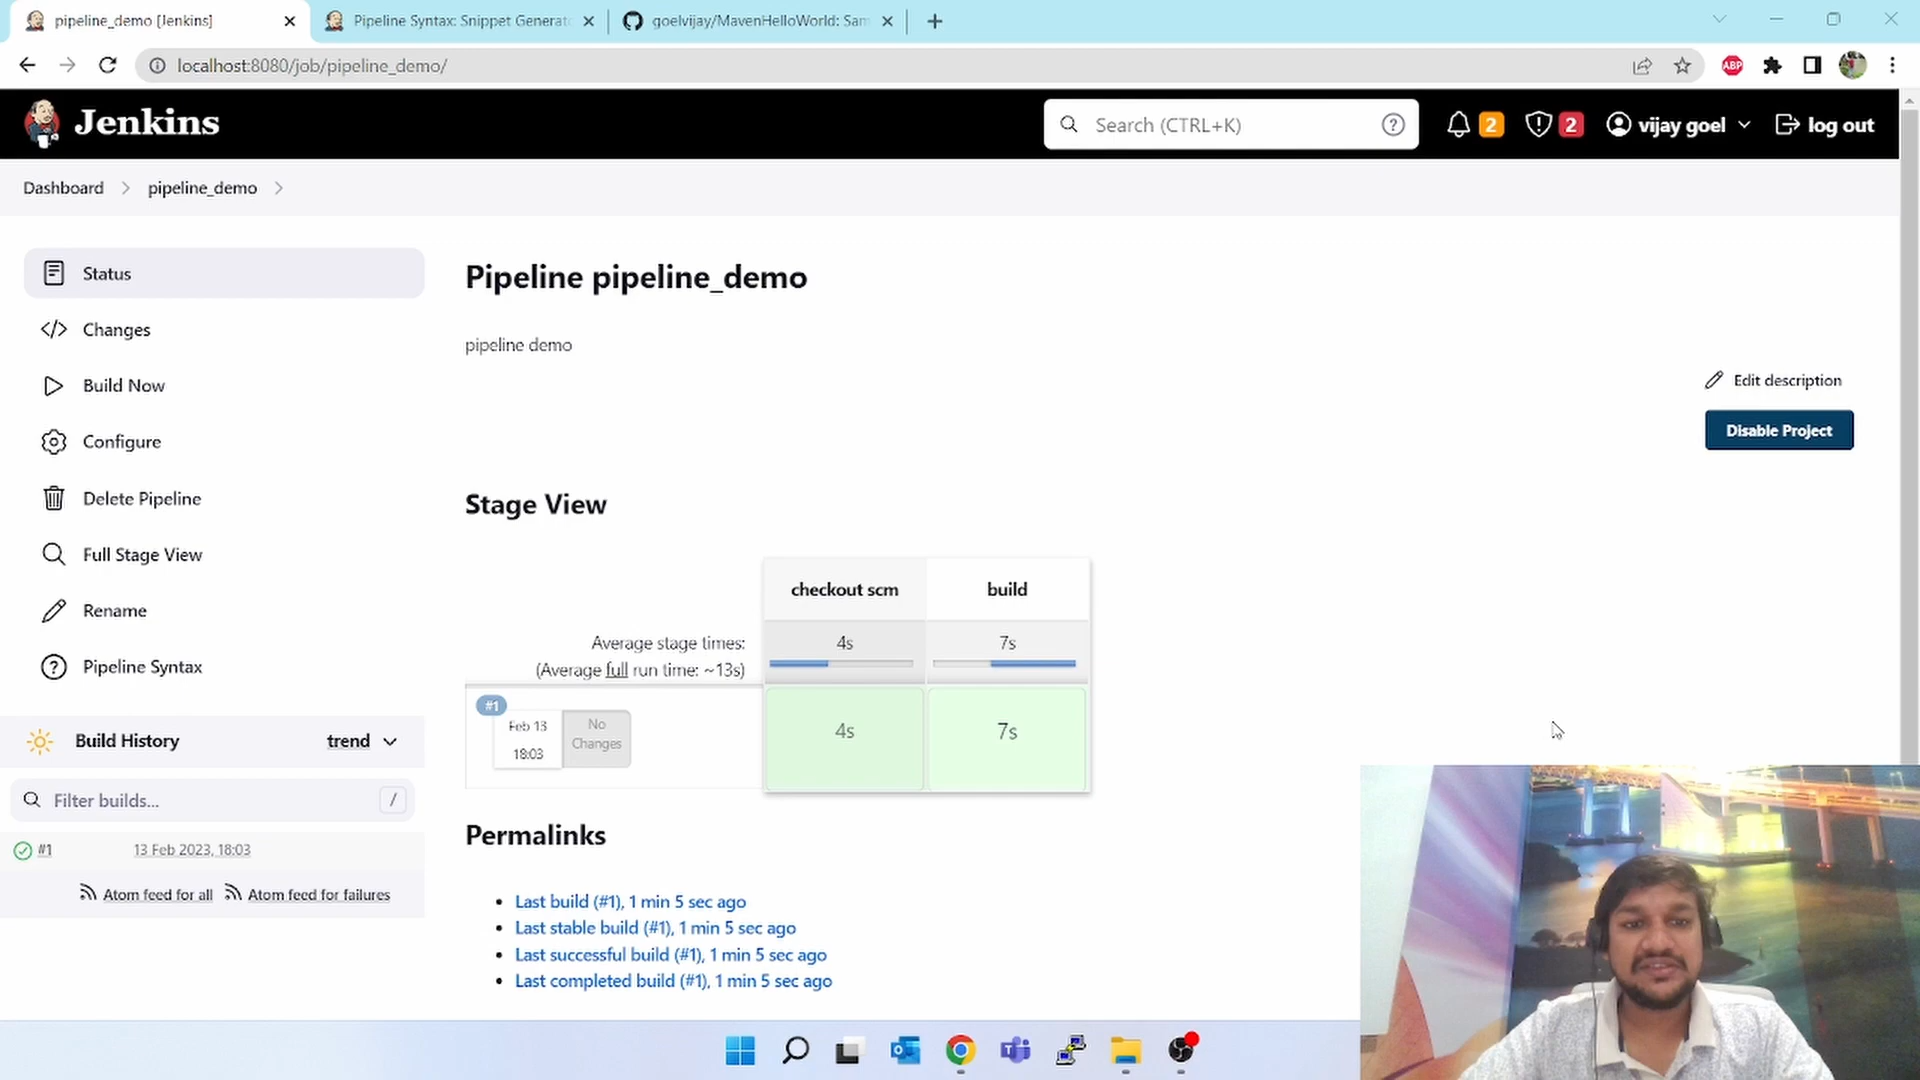 pipeline_demo [Jenkins]
Pipeline Syntax: Snippet Generato
goelvijay/MavenHelloWorld: Sam
localhost:8080/job/pipeline_demo/
ABP
Jenkins
Search (CTRL+K)
2
2
vijay goel
log out
Dashboard
pipeline_demo
Status
Changes
Build Now
Configure
Delete Pipeline
Full Stage View
Rename
Pipeline Syntax
Build History
trend
Filter builds...
/
#1
13 Feb 2023, 18:03
Atom feed for all
Atom feed for failures
Pipeline pipeline_demo
pipeline demo
Edit description
Disable Project
Stage View
checkout scm
build
Average stage times:
4s
7s
(Average full run time: ~13s)
#1
Feb 13
18:03
No
Changes
4s
7s
Permalinks
Last build (#1), 1 min 5 sec ago
Last stable build (#1), 1 min 5 sec ago
Last successful build (#1), 1 min 5 sec ago
Last completed build (#1), 1 min 5 sec ago